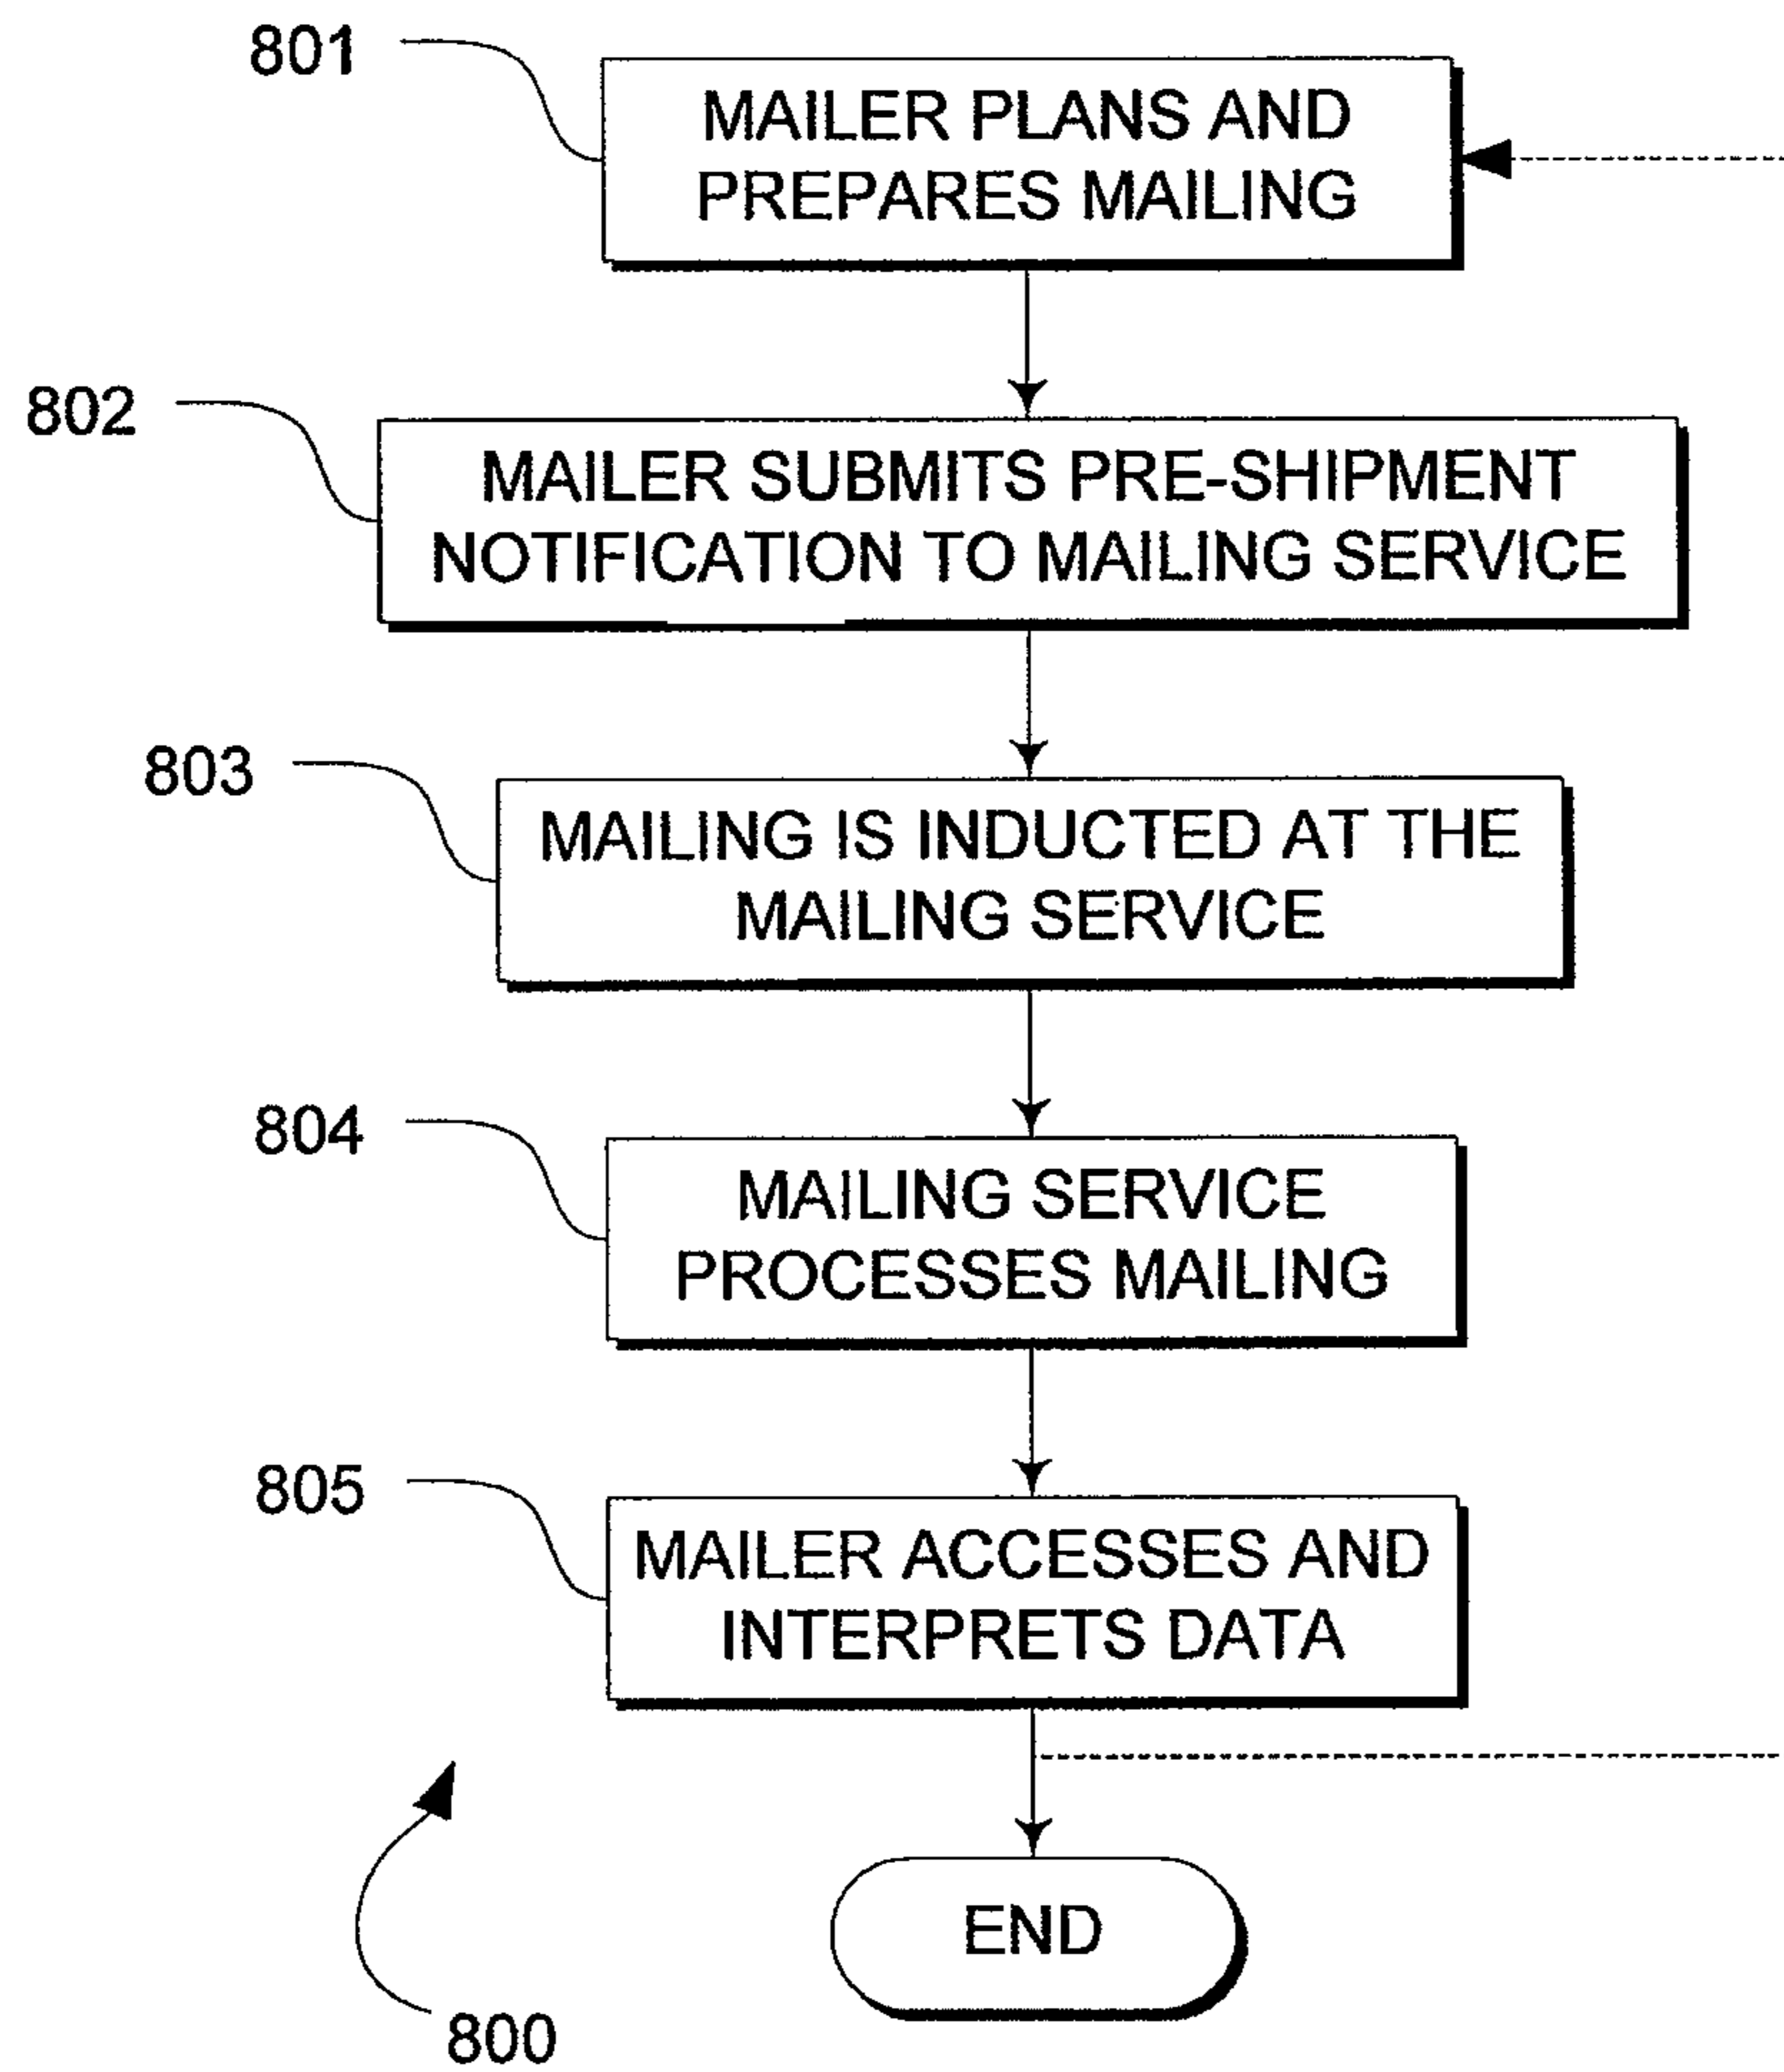 801
MAILER PLANS AND
PREPARES MAILING
802
MAILER SUBMITS PRE-SHIPMENT
NOTIFICATION TO MAILING SERVICE
803
MAILING IS INDUCTED AT THE
MAILING SERVICE
804
MAILING SERVICE
PROCESSES MAILING
805
MAILER ACCESSES AND
INTERPRETS DATA
END
800